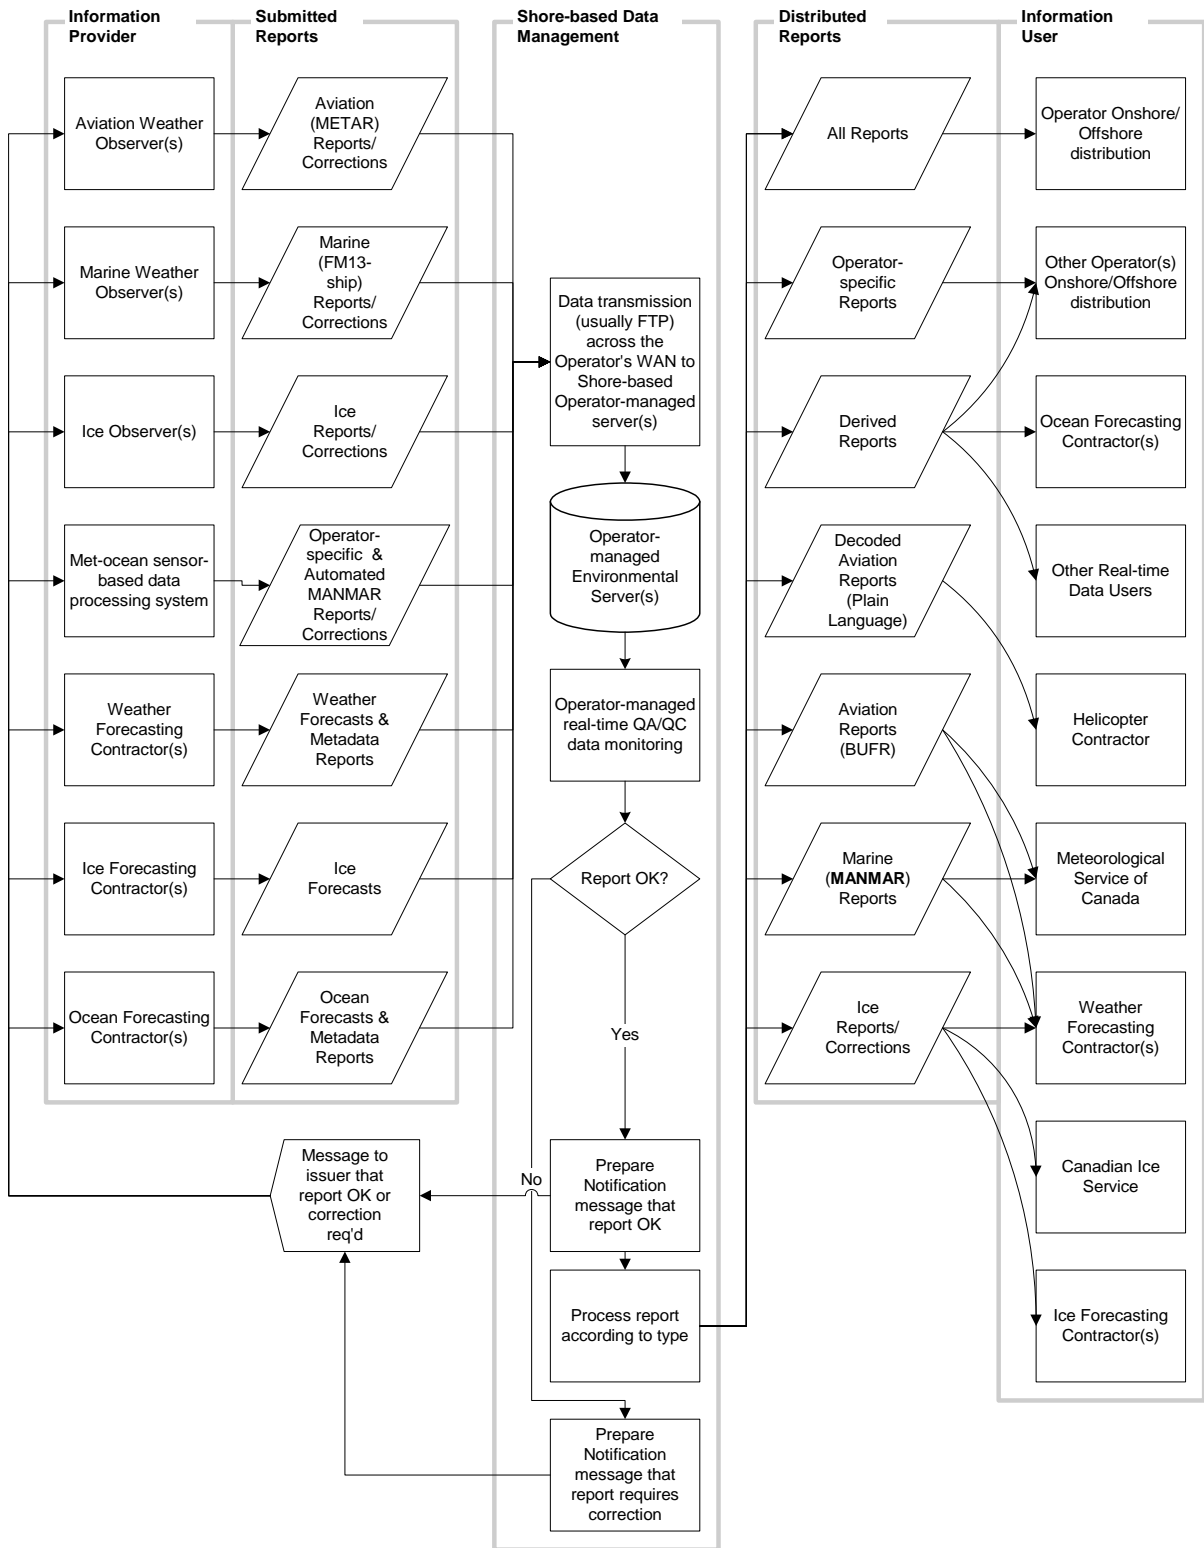 Information
Provider
Submitted
Reports
Shore-based Data
Management
Distributed
Reports
Information
User
Aviation Weather
Observer(s)
Aviation
(METAR)
Reports/
Corrections
All Reports
Operator Onshore/
Offshore
distribution
Marine Weather
Observer(s)
Marine
(FM13-
ship)
Reports/
Corrections
Data transmission
(usually FTP)
across the
Operator's WAN to
Shore-based
Operator-managed
server(s)
Operator-
specific
Reports
Other Operator(s)
Onshore/Offshore
distribution
Ice Observer(s)
Ice
Reports/
Corrections
Derived
Reports
Ocean Forecasting
Contractor(s)
Met-ocean sensor-
based data
processing system
Operator-
specific &
Automated
MANMAR
Reports/
Corrections
Operator-
managed
Environmental
Server(s)
Decoded
Aviation
Reports
(Plain
Language)
Other Real-time
Data Users
Weather
Forecasting
Contractor(s)
Weather
Forecasts &
Metadata
Reports
Operator-managed
real-time QA/QC
data monitoring
Aviation
Reports
(BUFR)
Helicopter
Contractor
Ice Forecasting
Contractor(s)
Ice
Forecasts
Report OK?
Marine
(MANMAR)
Reports
Meteorological
Service of
Canada
Ocean Forecasting
Contractor(s)
Ocean
Forecasts &
Metadata
Reports
Yes
Ice
Reports/
Corrections
Weather
Forecasting
Contractor(s)
Message to
issuer that
report OK or
correction
req'd
No
Prepare
Notification
message that
report OK
Canadian Ice
Service
Process report
according to type
Ice Forecasting
Contractor(s)
Prepare
Notification
message that
report requires
correction